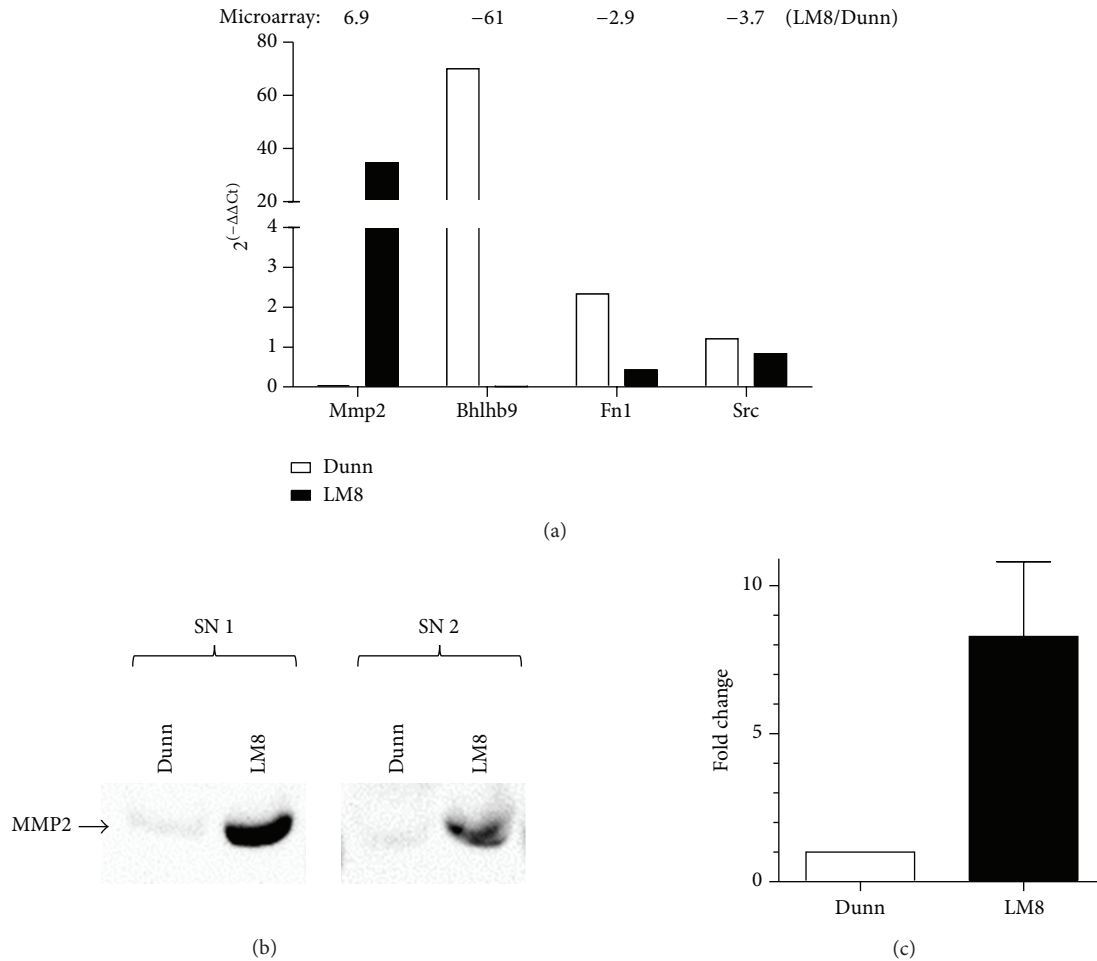 Microarray: 6.9 −61 −2.9 −3.7 (LM8/Dunn)
80
60
40
20
4
3
2
1
0
2^(−ΔΔCt)
Mmp2 Bhlhb9 Fn1 Src
Dunn
LM8
(a)
SN 1 SN 2
Dunn LM8 Dunn LM8
MMP2
(b)
10
5
0
Fold change
Dunn LM8
(c)